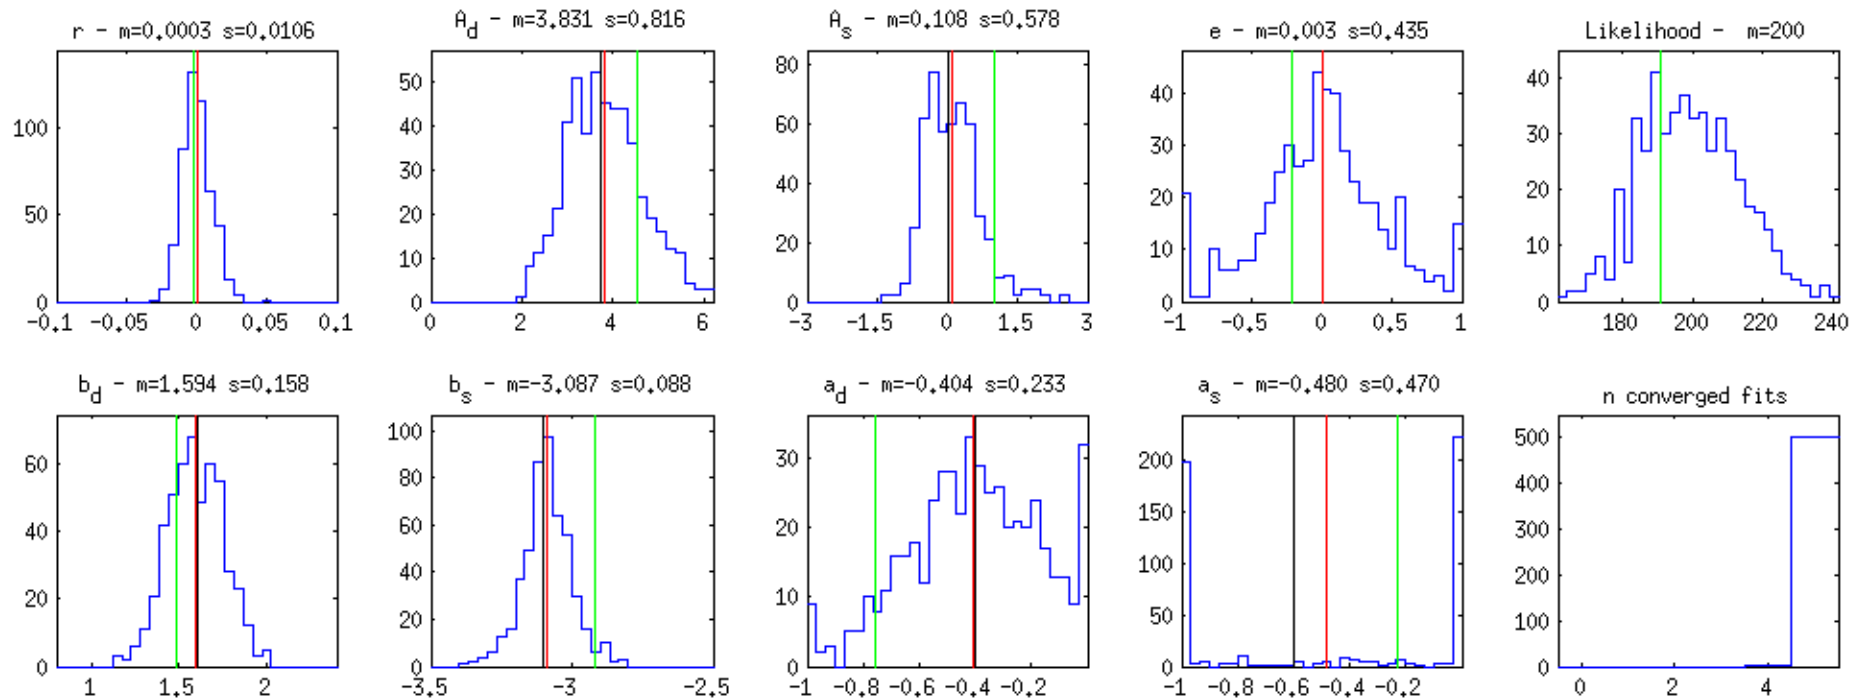 r - m=0.0003 s=0.0106
A_d - m=3.831 s=0.816
A_s - m=0.108 s=0.578
e - m=0.003 s=0.435
Likelihood - m=200
100
50
0
-0.1 -0.05 0 0.05 0.1
50
40
30
20
10
0
0 2 4 6
80
60
40
20
0
-3 -1.5 0 1.5 3
40
30
20
10
0
-1 -0.5 0 0.5 1
40
30
20
10
0
180 200 220 240
b_d - m=1.594 s=0.158
b_s - m=-3.087 s=0.088
a_d - m=-0.404 s=0.233
a_s - m=-0.480 s=0.470
n converged fits
60
40
20
0
1 1.5 2
100
80
60
40
20
0
-3.5 -3 -2.5
30
20
10
0
-1 -0.8 -0.6 -0.4 -0.2
200
150
100
50
0
-1 -0.8 -0.6 -0.4 -0.2
500
400
300
200
100
0
0 2 4